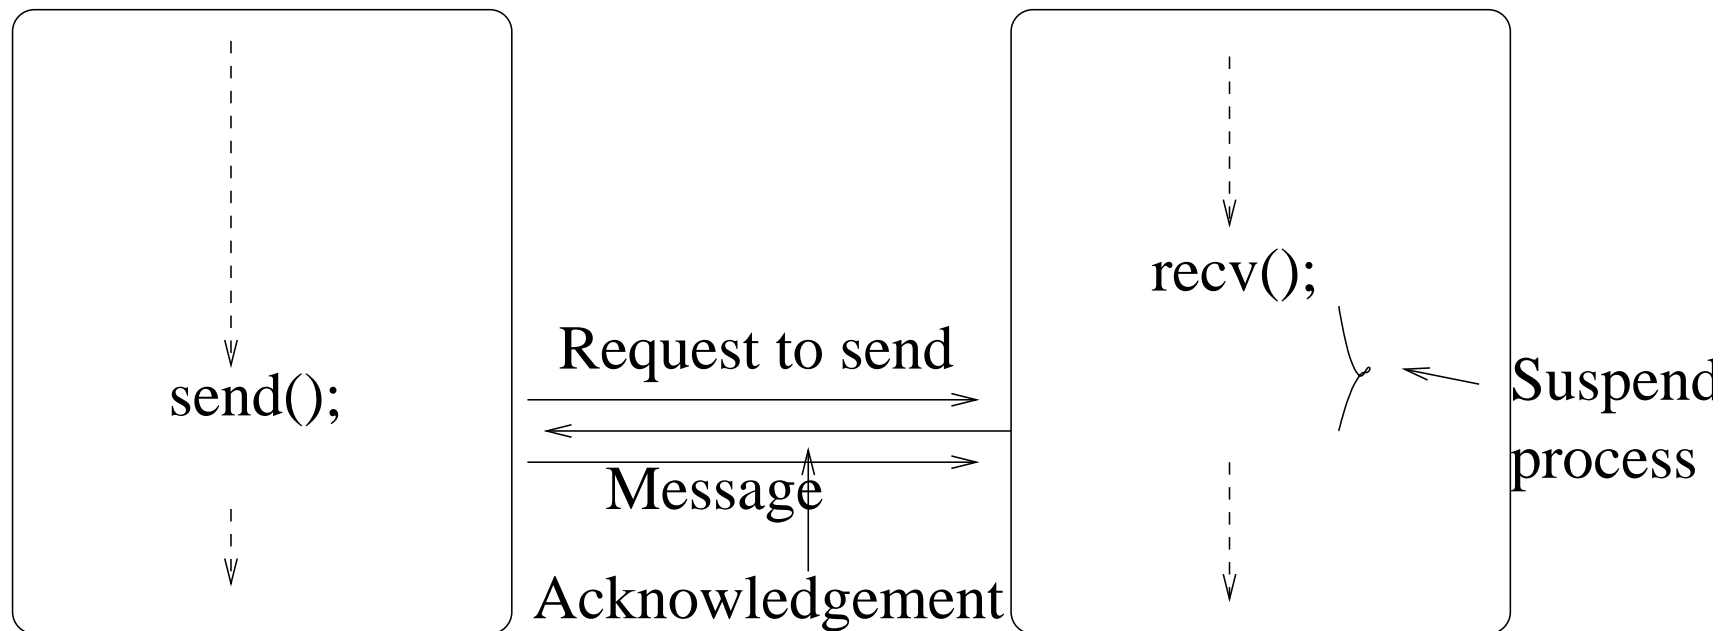 recv();
Request to send
send();
Suspend
process
Message
Acknowledgement